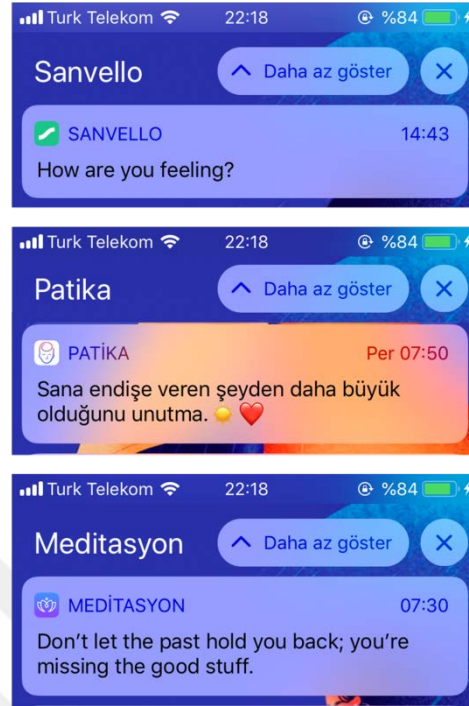 Turk Telekom 22:18 %84
Sanvello Daha az göster
SANVELLO 14:43
How are you feeling?
Turk Telekom 22:18 %84
Patika Daha az göster
PATİKA Per 07:50
Sana endişe veren şeyden daha büyük
olduğunu unutma. ☀️ ❤️
Turk Telekom 22:18 %84
Meditasyon Daha az göster
MEDİTASYON 07:30
Don't let the past hold you back; you're
missing the good stuff.